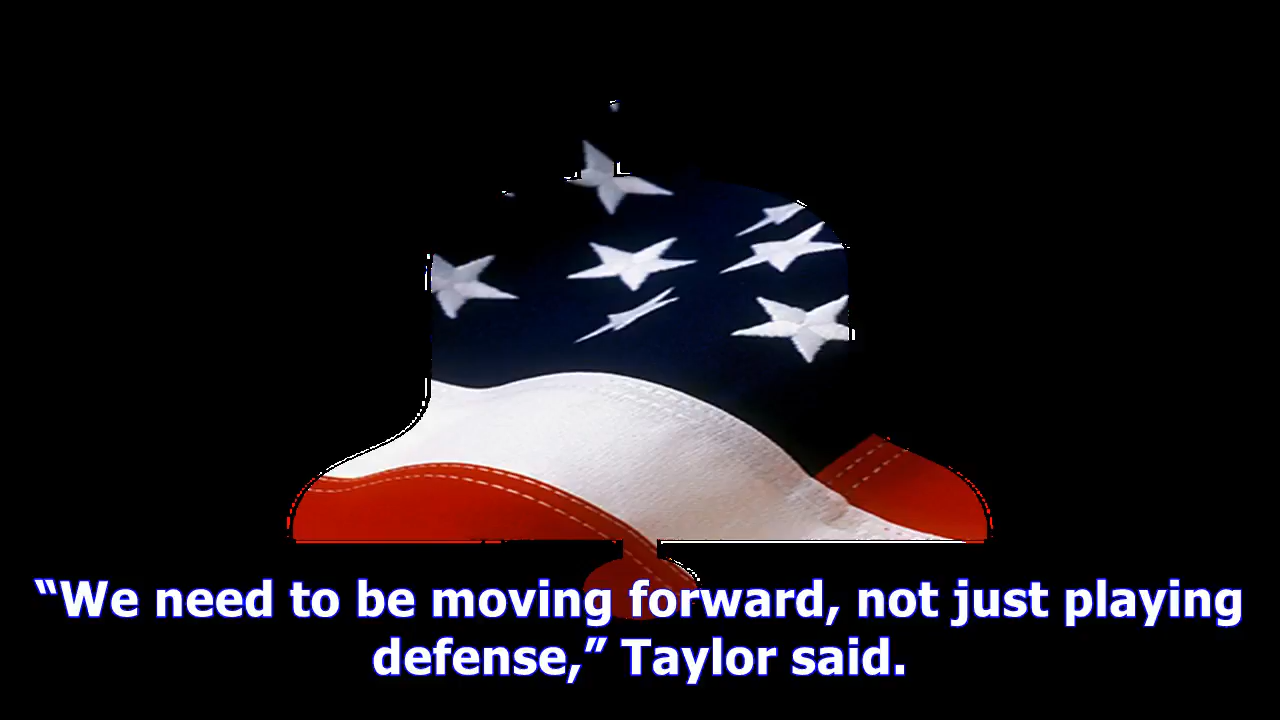 “We need to be moving forward, not just playing
defense,” Taylor said.